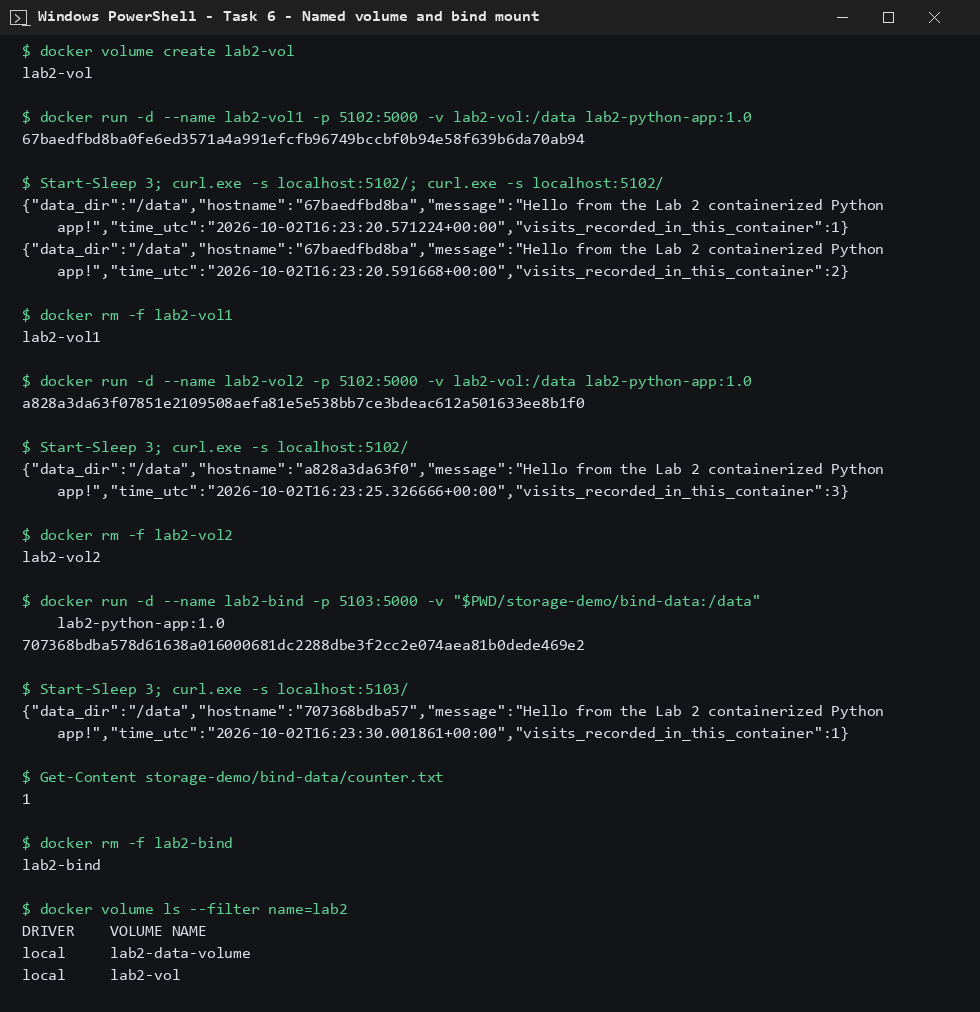 Windows PowerShell - Task 6 - Named volume and bind mount
$ docker volume create lab2-vol
lab2-vol
$ docker run -d --name lab2-vol1 -p 5102:5000 -v lab2-vol:/data lab2-python-app:1.0
67baedfbd8ba0fe6ed3571a4a991efcfb96749bccbf0b94e58f639b6da70ab94
$ Start-Sleep 3; curl.exe -s localhost:5102/; curl.exe -s localhost:5102/
{"data_dir":"/data","hostname":"67baedfbd8ba","message":"Hello from the Lab 2 containerized Python
app!","time_utc":"2026-10-02T16:23:20.571224+00:00","visits_recorded_in_this_container":1}
{"data_dir":"/data","hostname":"67baedfbd8ba","message":"Hello from the Lab 2 containerized Python
app!","time_utc":"2026-10-02T16:23:20.591668+00:00","visits_recorded_in_this_container":2}
$ docker rm -f lab2-vol1
lab2-vol1
$ docker run -d --name lab2-vol2 -p 5102:5000 -v lab2-vol:/data lab2-python-app:1.0
a828a3da63f07851e2109508aefa81e5e538bb7ce3bdeac612a501633ee8b1f0
$ Start-Sleep 3; curl.exe -s localhost:5102/
{"data_dir":"/data","hostname":"a828a3da63f0","message":"Hello from the Lab 2 containerized Python
app!","time_utc":"2026-10-02T16:23:25.326666+00:00","visits_recorded_in_this_container":3}
$ docker rm -f lab2-vol2
lab2-vol2
$ docker run -d --name lab2-bind -p 5103:5000 -v "$PWD/storage-demo/bind-data:/data"
lab2-python-app:1.0
707368bdba578d61638a016000681dc2288dbe3f2cc2e074aea81b0dede469e2
$ Start-Sleep 3; curl.exe -s localhost:5103/
{"data_dir":"/data","hostname":"707368bdba57","message":"Hello from the Lab 2 containerized Python
app!","time_utc":"2026-10-02T16:23:30.001861+00:00","visits_recorded_in_this_container":1}
$ Get-Content storage-demo/bind-data/counter.txt
1
$ docker rm -f lab2-bind
lab2-bind
$ docker volume ls --filter name=lab2
DRIVER    VOLUME NAME
local     lab2-data-volume
local     lab2-vol